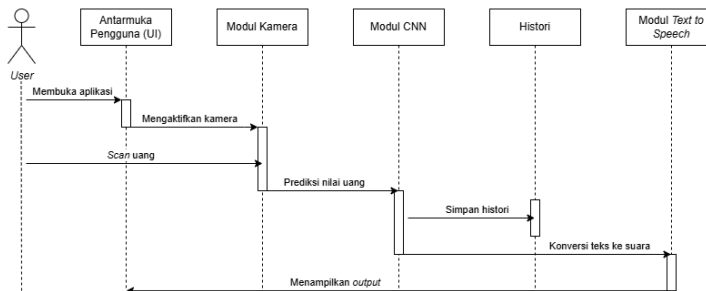 Antarmuka
Pengguna (UI)
Modul Kamera
Modul CNN
Histori
Modul Text to
Speech
User
Membuka aplikasi
Mengaktifkan kamera
Scan uang
Prediksi nilai uang
Simpan histori
Konversi teks ke suara
Menampilkan output